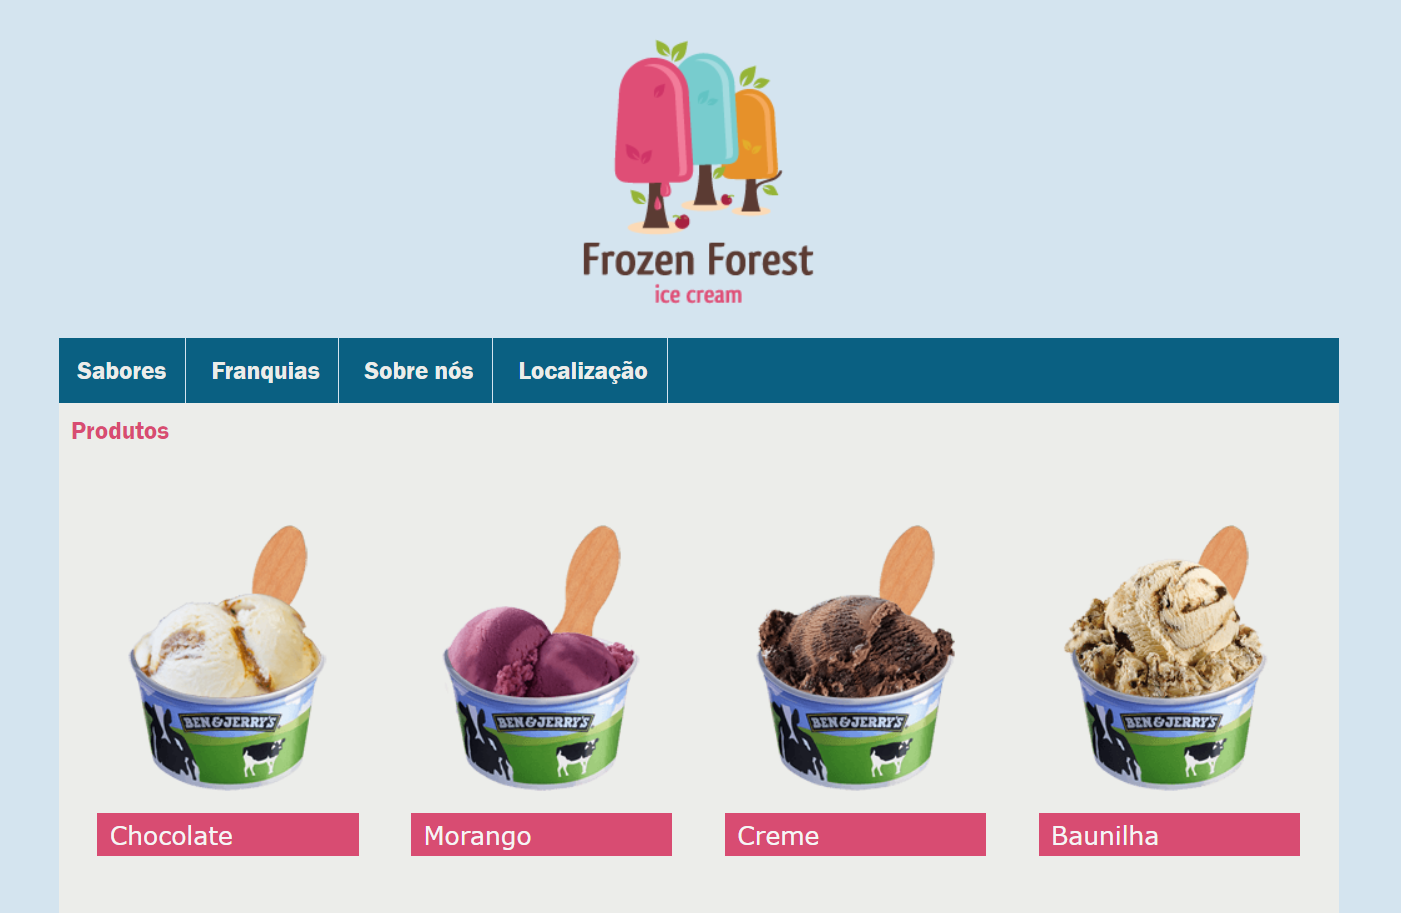 Frozen Forest
ice cream
Sabores Franquias Sobre nós Localização
Produtos
BEN & JERRY'S BEN & JERRY'S BEN & JERRY'S BEN & JERRY'S
Chocolate Morango Creme Baunilha